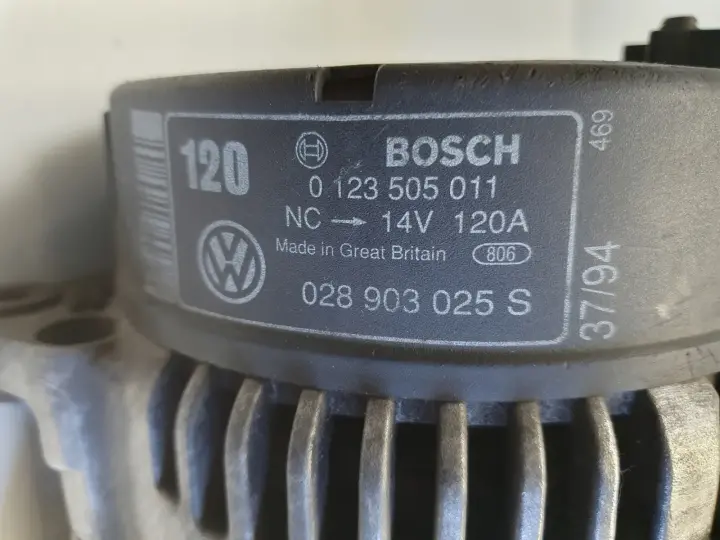 120
BOSCH
0 123 505 011
NC → 14V 120A
Made in Great Britain 806
VW
028 903 025 S
469
37/94